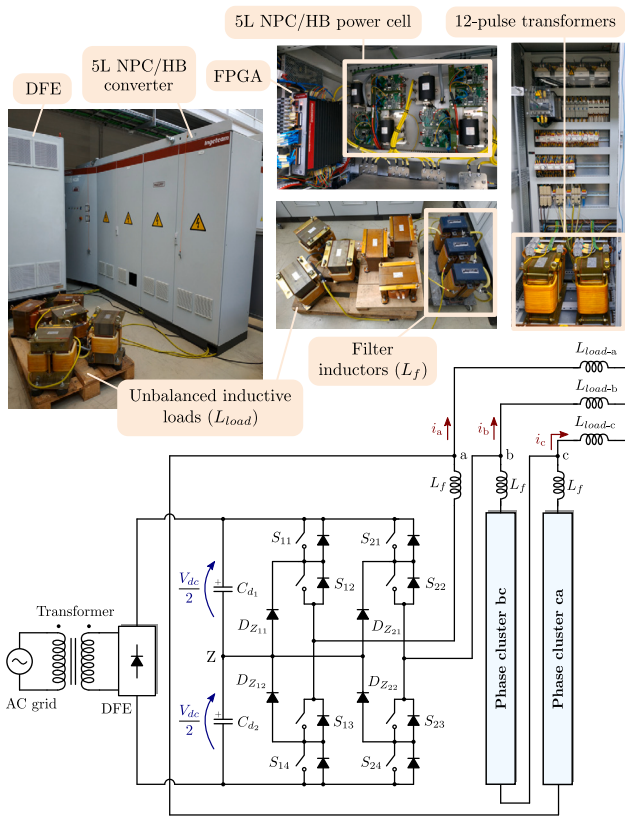 5L NPC/HB power cell
12-pulse transformers
5L NPC/HB
converter
DFE
FPGA
Ingeteam
Filter
inductors (L_f)
Unbalanced inductive
loads (L_load)
L_load-a
L_load-b
L_load-c
i_a
i_b
i_c
a
b
c
L_f
L_f
L_f
S_11
S_21
S_12
S_22
V_dc
2
C_d1
D_Z11
D_Z21
Transformer
Z
AC grid
DFE
D_Z12
D_Z22
V_dc
2
C_d2
S_13
S_23
S_14
S_24
+
+
Phase cluster bc
Phase cluster ca